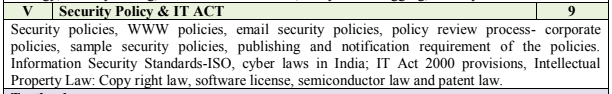 V Security Policy & IT ACT 9
Security policies, WWW policies, email security policies, policy review process- corporate
policies, sample security policies, publishing and notification requirement of the policies.
Information Security Standards-ISO, cyber laws in India; IT Act 2000 provisions, Intellectual
Property Law: Copy right law, software license, semiconductor law and patent law.